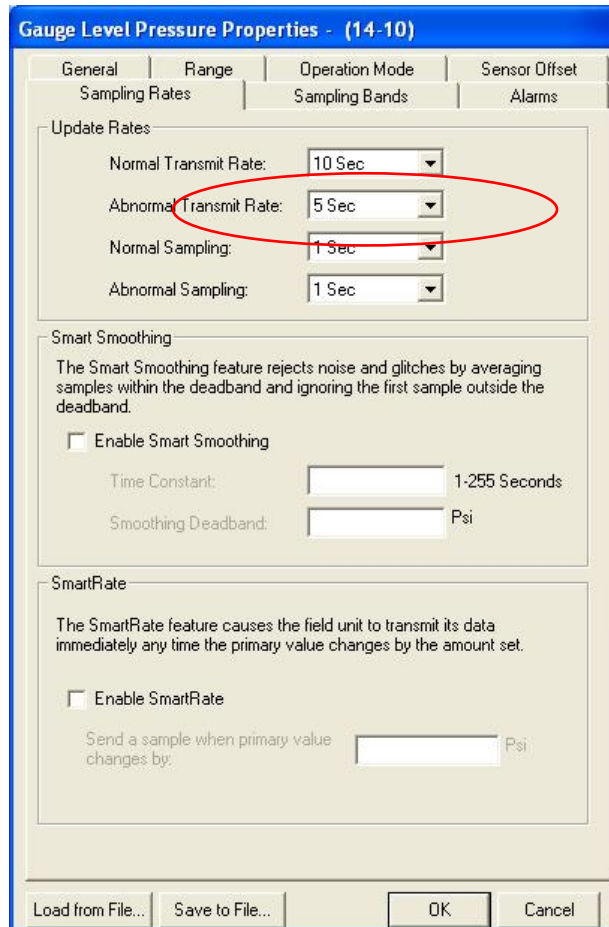 Gauge Level Pressure Properties - (14-10)
General Range Operation Mode Sensor Offset
Sampling Rates Sampling Bands Alarms
Update Rates
Normal Transmit Rate: 10 Sec
Abnormal Transmit Rate: 5 Sec
Normal Sampling: 1 Sec
Abnormal Sampling: 1 Sec
Smart Smoothing
The Smart Smoothing feature rejects noise and glitches by averaging
samples within the deadband and ignoring the first sample outside the
deadband.
Enable Smart Smoothing
Time Constant: 1-255 Seconds
Smoothing Deadband: Psi
SmartRate
The SmartRate feature causes the field unit to transmit its data
immediately any time the primary value changes by the amount set.
Enable SmartRate
Send a sample when primary value
changes by: Psi
Load from File... Save to File... OK Cancel